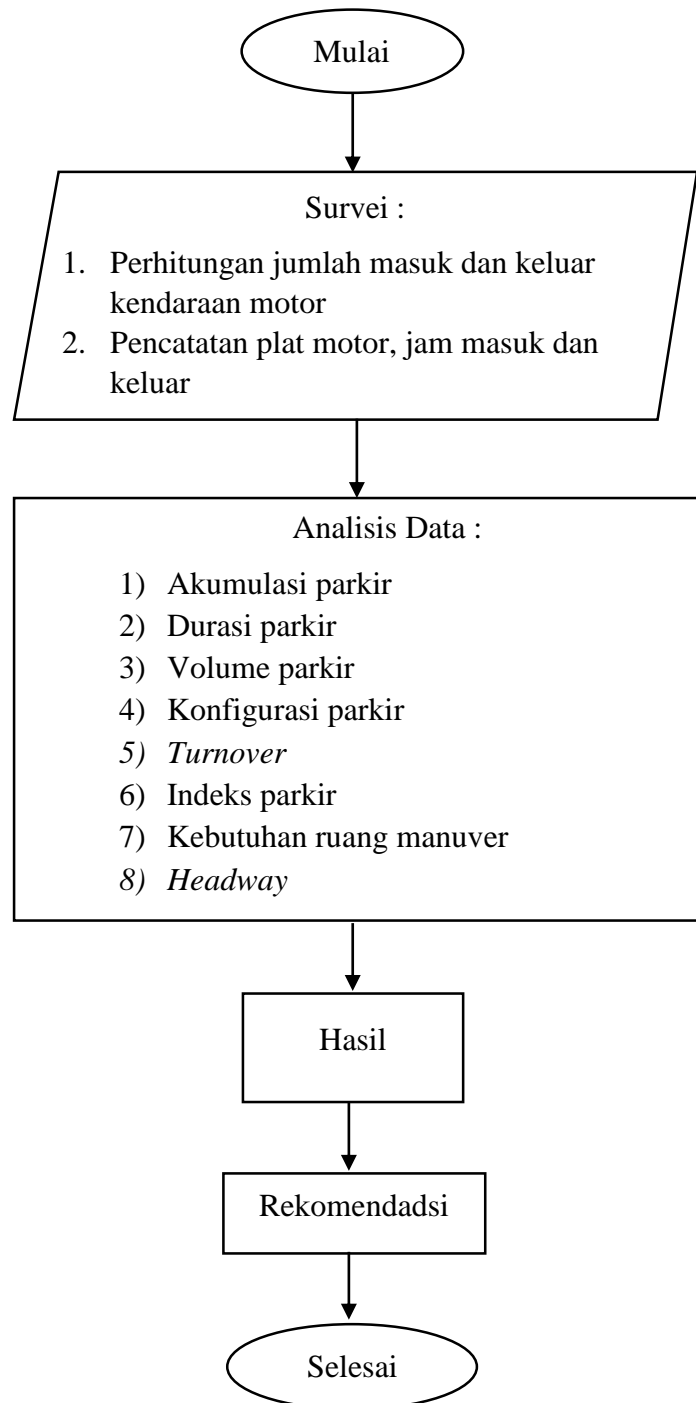 Mulai
Survei :
1. Perhitungan jumlah masuk dan keluar
kendaraan motor
2. Pencatatan plat motor, jam masuk dan
keluar
Analisis Data :
1) Akumulasi parkir
2) Durasi parkir
3) Volume parkir
4) Konfigurasi parkir
5) Turnover
6) Indeks parkir
7) Kebutuhan ruang manuver
8) Headway
Hasil
Rekomendadsi
Selesai